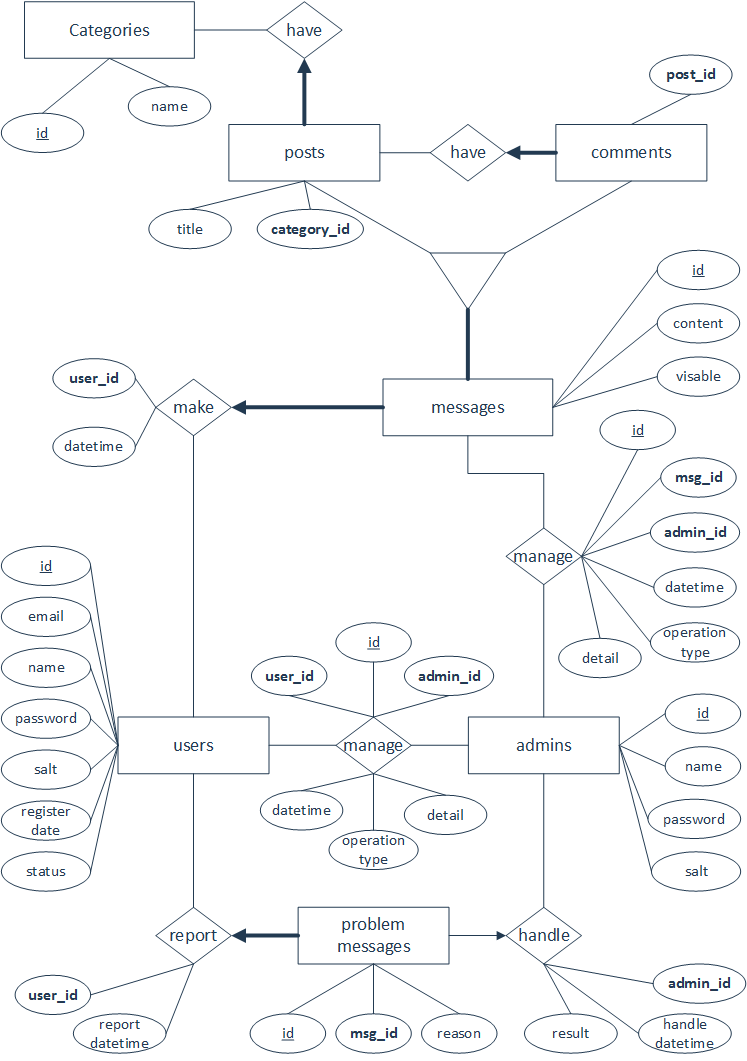 Categories
have
id
name
post_id
posts
have
comments
title
category_id
id
content
visable
user_id
make
messages
datetime
id
msg_id
manage
admin_id
datetime
operation
type
detail
id
email
name
password
salt
register
date
status
id
user_id
admin_id
users
manage
admins
datetime
detail
operation
type
id
name
password
salt
report
problem
messages
handle
user_id
report
datetime
id
msg_id
reason
result
admin_id
handle
datetime